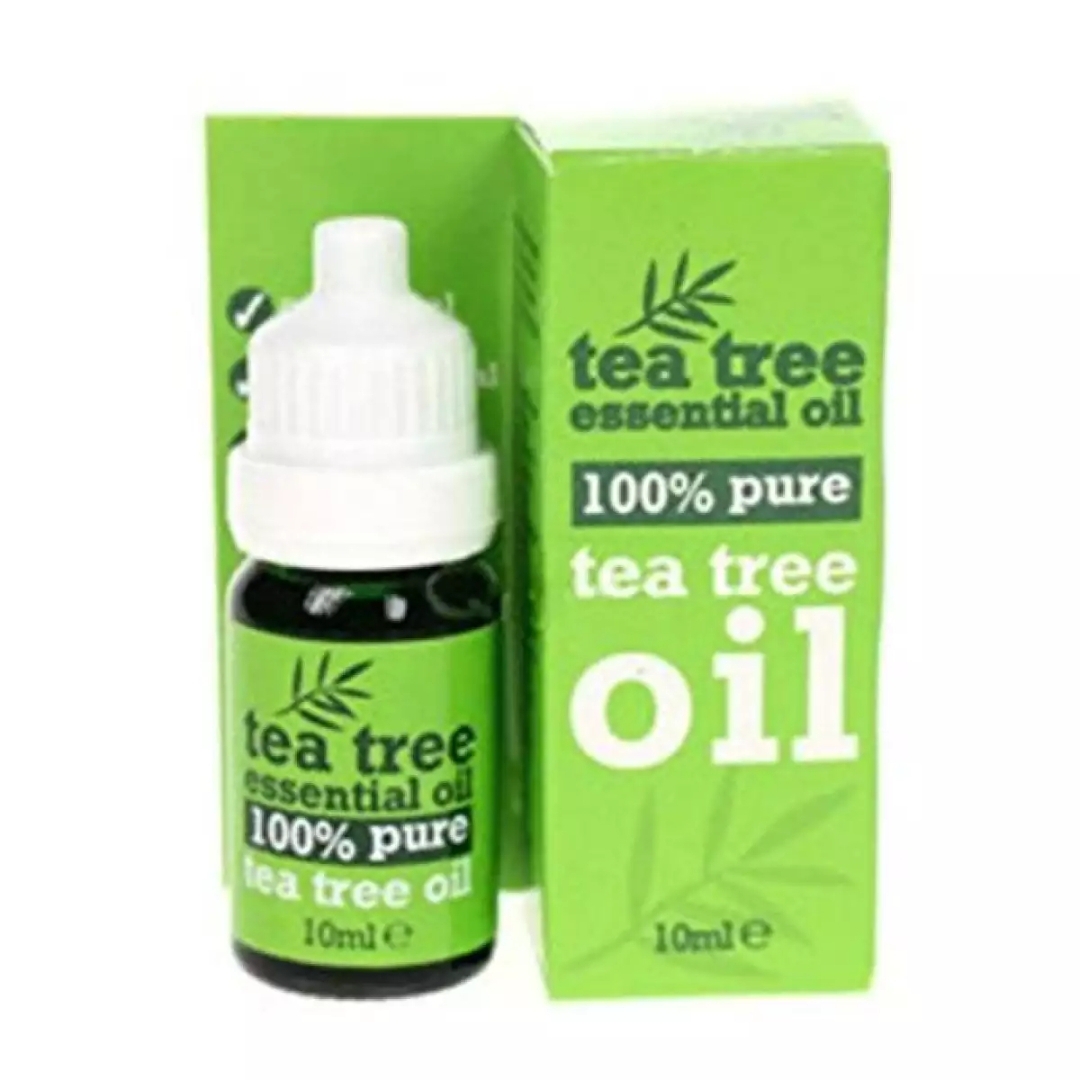 tea tree
essential oil
100% pure
tea tree oil
10ml ℮
tea tree
essential oil
100% pure
tea tree
oil
10ml ℮